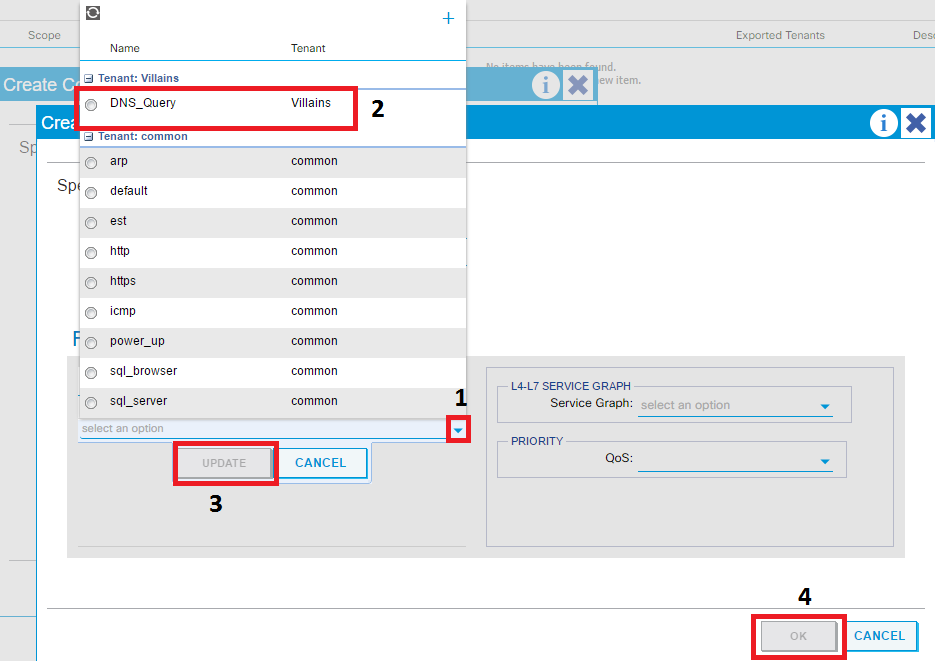 Scope
Exported Tenants
Desc
No items have been found.
new item.
Create Co
Crea
i
i
Sp
Spe
+
Name Tenant
Tenant: Villains
DNS_Query Villains
2
Tenant: common
arp common
default common
est common
http common
https common
icmp common
power_up common
sql_browser common
sql_server common
F
1
select an option
UPDATE CANCEL
3
L4-L7 SERVICE GRAPH
Service Graph: select an option
PRIORITY
QoS:
4
OK CANCEL